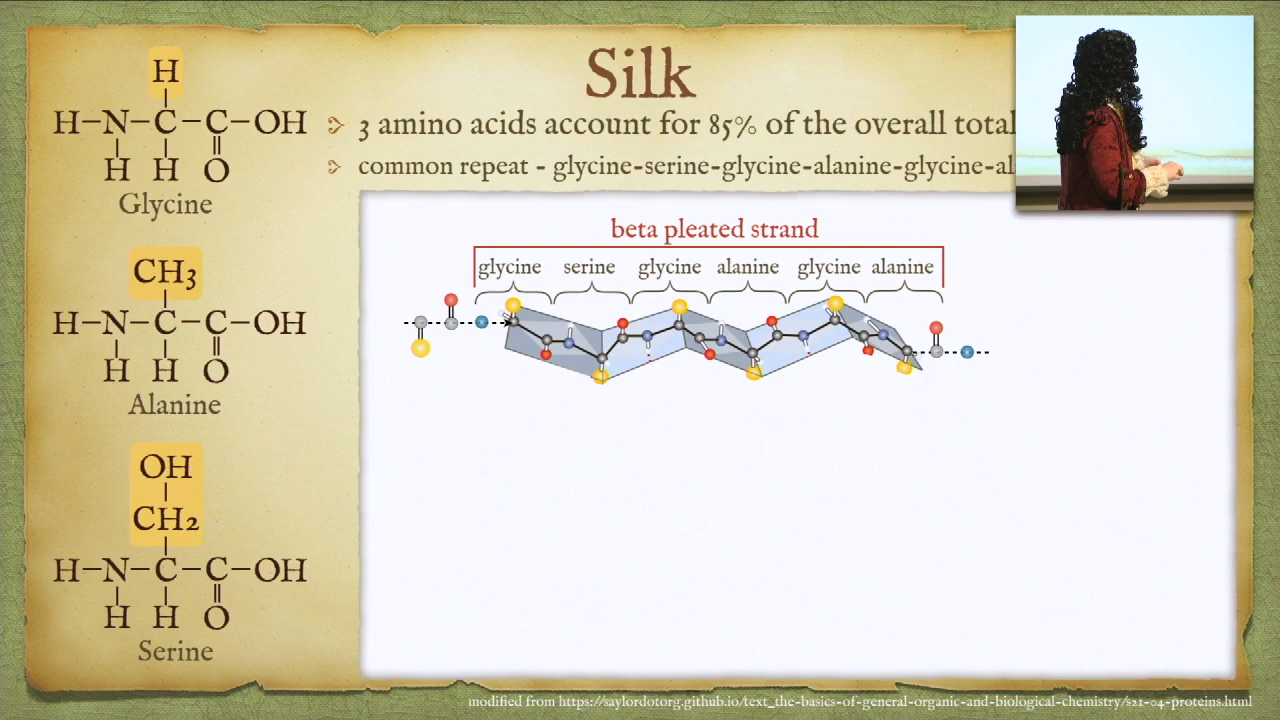 Silk
3 amino acids account for 85% of the overall total
common repeat - glycine-serine-glycine-alanine-glycine-al
H
H–N–C–C–OH
H H O
Glycine
CH3
H–N–C–C–OH
H H O
Alanine
OH
CH2
H–N–C–C–OH
H H O
Serine
beta pleated strand
glycine serine glycine alanine glycine alanine
modified from https://saylordotorg.github.io/text_the-basics-of-general-organic-and-biological-chemistry/s21-04-proteins.html